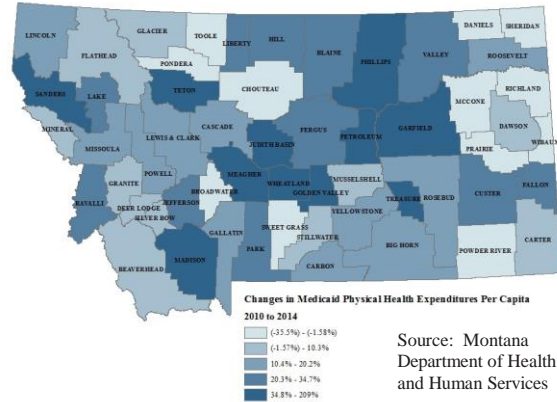 LINCOLN
FLATHEAD
GLACIER
TOOLE
LIBERTY
HILL
BLAINE
PHILLIPS
VALLEY
DANIELS
SHERIDAN
ROOSEVELT
PONDERA
TETON
CHOUTEAU
SANDERS
LAKE
MINERAL
MISSOULA
LEWIS & CLARK
CASCADE
JUDITH BASIN
FERGUS
PETROLEUM
GARFIELD
MCCONE
RICHLAND
DAWSON
PRAIRIE
WIBAUX
POWELL
GRANITE
MEAGHER
WHEATLAND
GOLDEN VALLEY
MUSSELSHELL
BROADWATER
JEFFERSON
DEER LODGE
SILVER BOW
RAVALLI
TREASURE
ROSEBUD
CUSTER
FALLON
YELLOWSTONE
SWEET GRASS
STILLWATER
GALLATIN
PARK
MADISON
BEAVERHEAD
CARBON
BIG HORN
POWDER RIVER
CARTER
Changes in Medicaid Physical Health Expenditures Per Capita
2010 to 2014
(-35.5%) - (-1.58%)
(-1.57%) - 10.3%
10.4% - 20.2%
20.3% - 34.7%
34.8% - 209%
Source: Montana
Department of Health
and Human Services